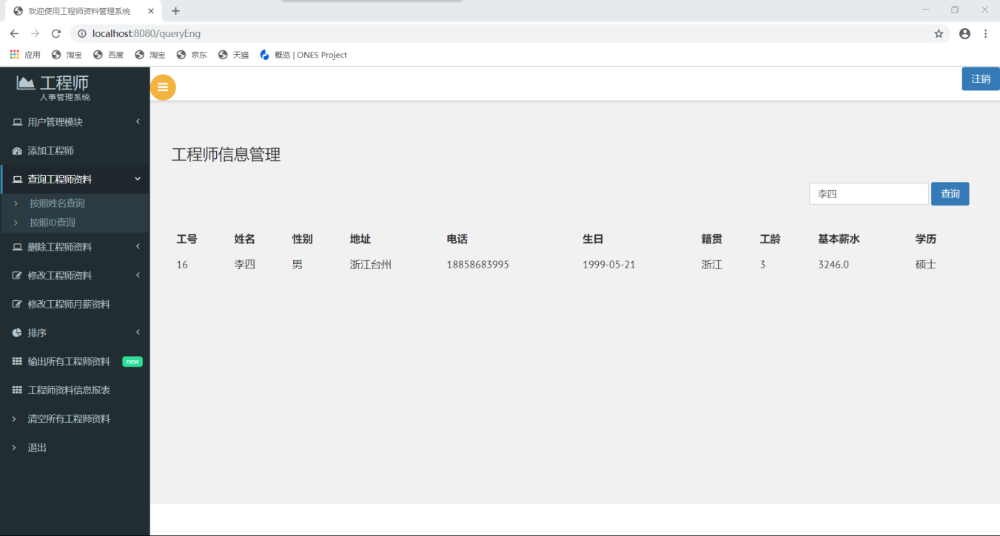 欢迎使用工程师资料管理系统
localhost:8080/queryEng
应用 淘宝 百度 淘宝 京东 天猫 概览 | ONES Project
工程师
人事管理系统
注销
用户管理模块
添加工程师
查询工程师资料
按照姓名查询
按照ID查询
删除工程师资料
修改工程师资料
修改工程师月薪资料
排序
输出所有工程师资料 new
工程师资料信息报表
清空所有工程师资料
退出
工程师信息管理
李四 查询
工号 姓名 性别 地址 电话 生日 籍贯 工龄 基本薪水 学历
16 李四 男 浙江台州 18858683995 1999-05-21 浙江 3 3246.0 硕士